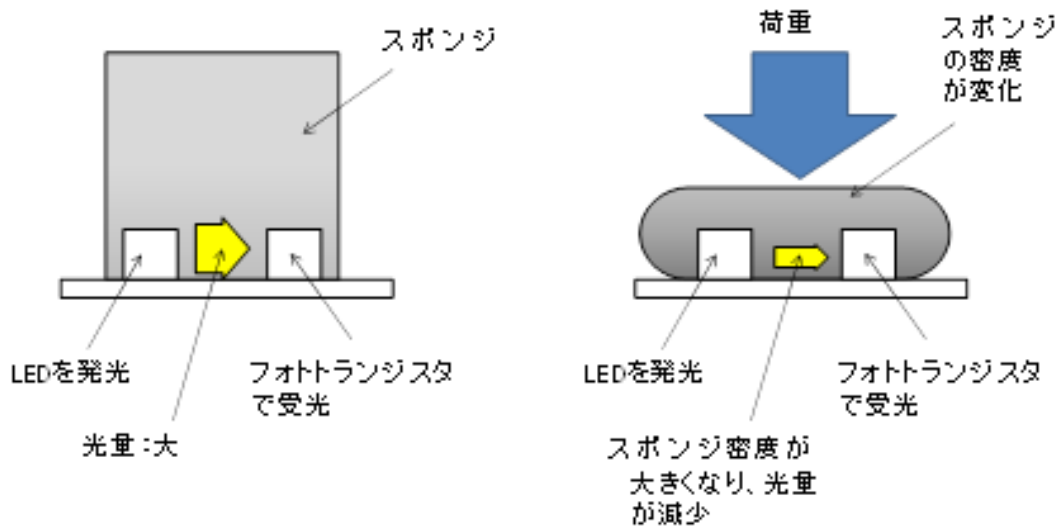 スポンジ
LEDを発光
フォトトランジスタ
で受光
光量：大
荷重
スポンジ
の密度
が変化
LEDを発光
フォトトランジスタ
で受光
スポンジ密度が
大きくなり、光量
が減少